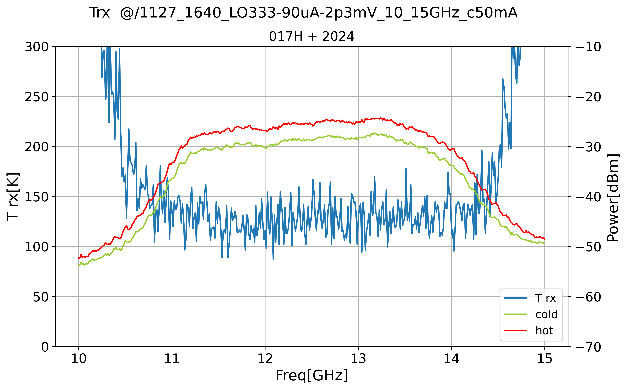 Trx  @/1127_1640_LO333-90uA-2p3mV_10_15GHz_c50mA
017H + 2024
300
250
200
150
100
50
0
T rx[K]
−10
−20
−30
−40
−50
−60
−70
Power[dBm]
T rx
cold
hot
10 11 12 13 14 15
Freq[GHz]